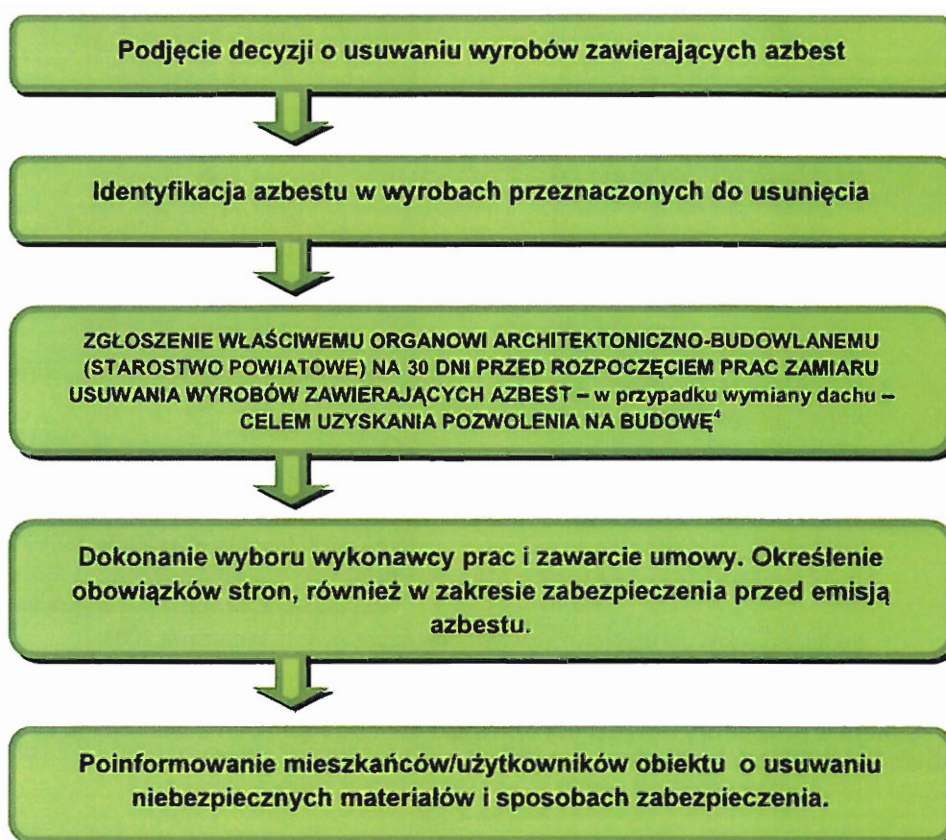 Podjęcie decyzji o usuwaniu wyrobów zawierających azbest
Identyfikacja azbestu w wyrobach przeznaczonych do usunięcia
ZGŁOSZENIE WŁAŚCIWEMU ORGANOWI ARCHITEKTONICZNO-BUDOWLANEMU
(STAROSTWO POWIATOWE) NA 30 DNI PRZED ROZPOCZĘCIEM PRAC ZAMIARU
USUWANIA WYROBÓW ZAWIERAJĄCYCH AZBEST – w przypadku wymiany dachu –
CELEM UZYSKANIA POZWOLENIA NA BUDOWĘ⁴
Dokonanie wyboru wykonawcy prac i zawarcie umowy. Określenie
obowiązków stron, również w zakresie zabezpieczenia przed emisją
azbestu.
Poinformowanie mieszkańców/użytkowników obiektu o usuwaniu
niebezpiecznych materiałów i sposobach zabezpieczenia.